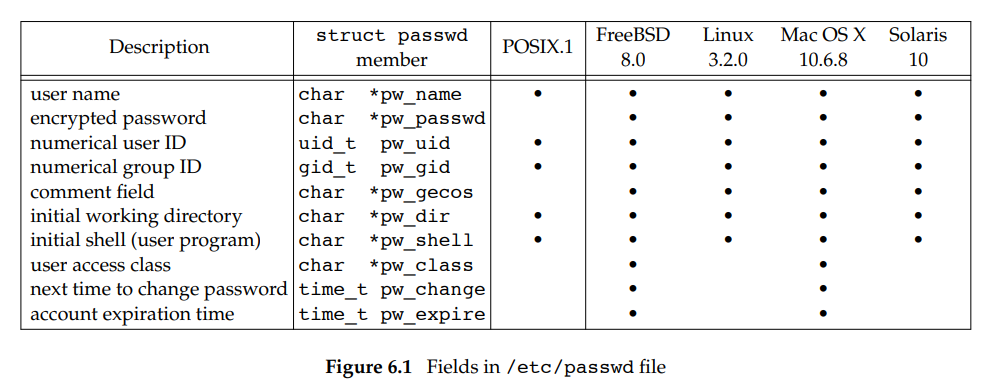 Description struct passwd member POSIX.1 FreeBSD 8.0 Linux 3.2.0 Mac OS X 10.6.8 Solaris 10
user name char *pw_name • • • • •
encrypted password char *pw_passwd • • • •
numerical user ID uid_t pw_uid • • • • •
numerical group ID gid_t pw_gid • • • • •
comment field char *pw_gecos • • • •
initial working directory char *pw_dir • • • • •
initial shell (user program) char *pw_shell • • • • •
user access class char *pw_class • •
next time to change password time_t pw_change • •
account expiration time time_t pw_expire • •
Figure 6.1 Fields in /etc/passwd file